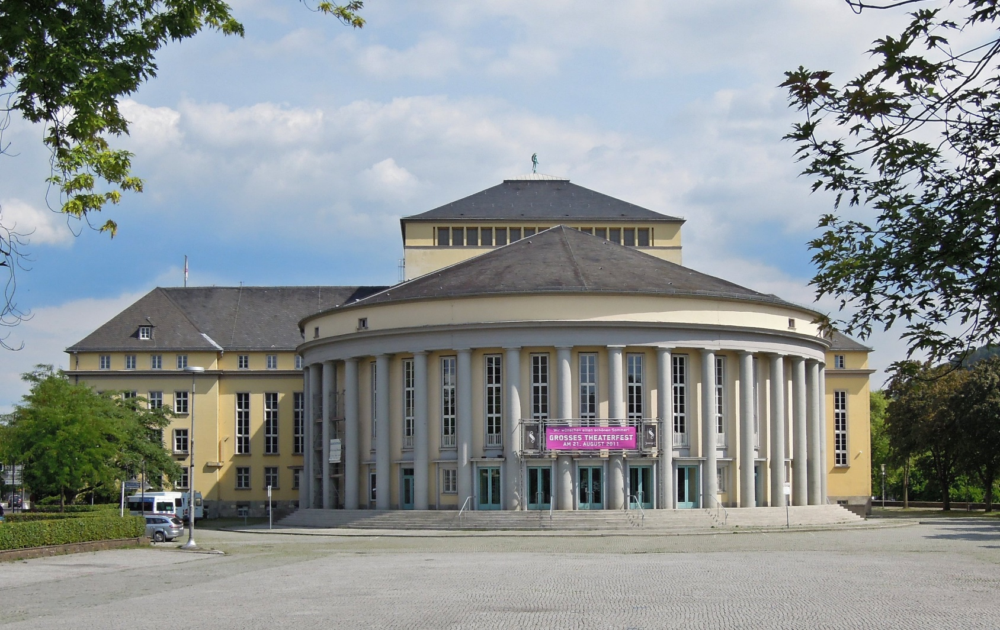 Wir wünschen einen schönen Sommer!
GROSSES THEATERFEST
AM 21. AUGUST 2011